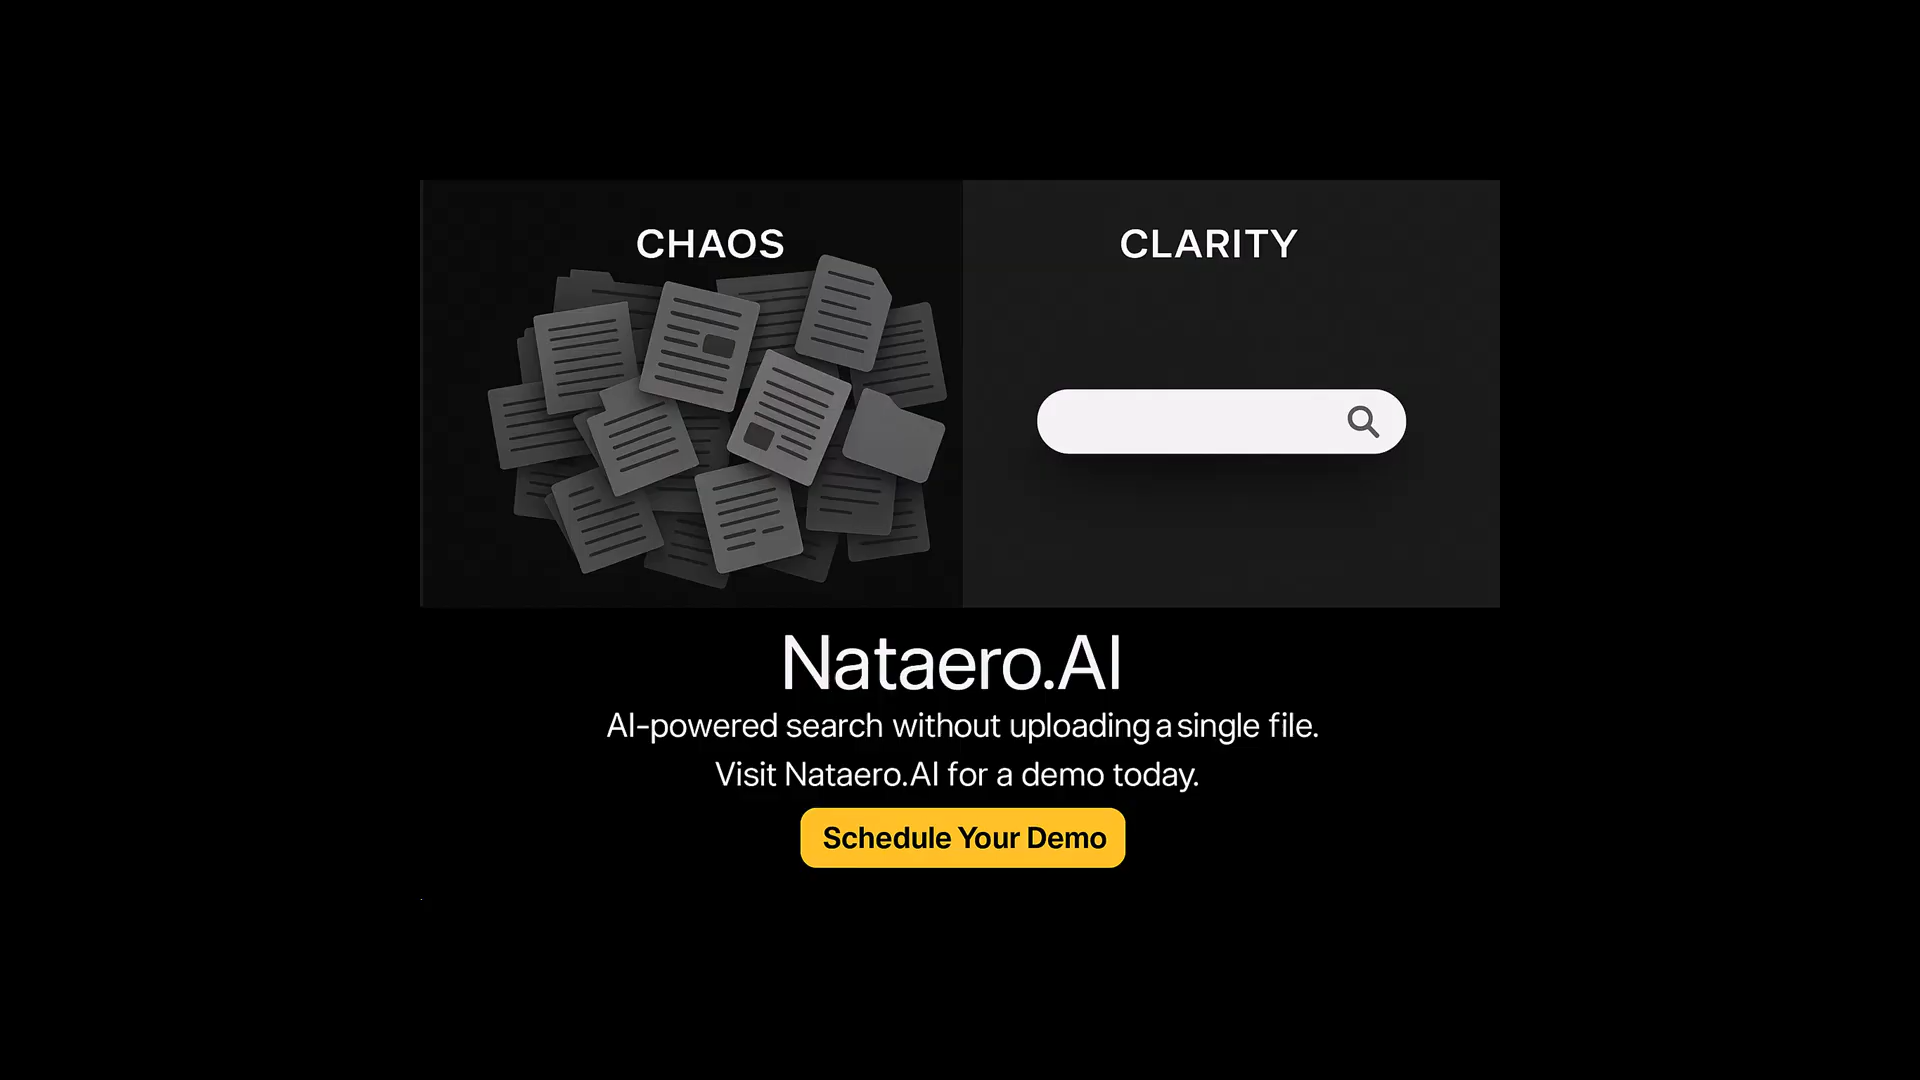 CHAOS
CLARITY
Nataero.AI
AI-powered search without uploading a single file.
Visit Nataero.AI for a demo today.
Schedule Your Demo